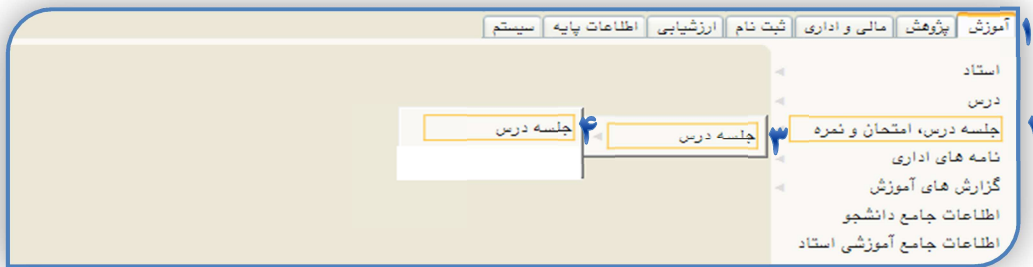 آموزش پژوهش مالی و اداری ثبت نام ارزشیابی اطلاعات پایه سیستم ۱
استاد
درس
جلسه درس، امتحان و نمره ۳ جلسه درس ۴ جلسه درس
نامه های اداری
گزارش های آموزش
اطلاعات جامع دانشجو
اطلاعات جامع آموزشی استاد